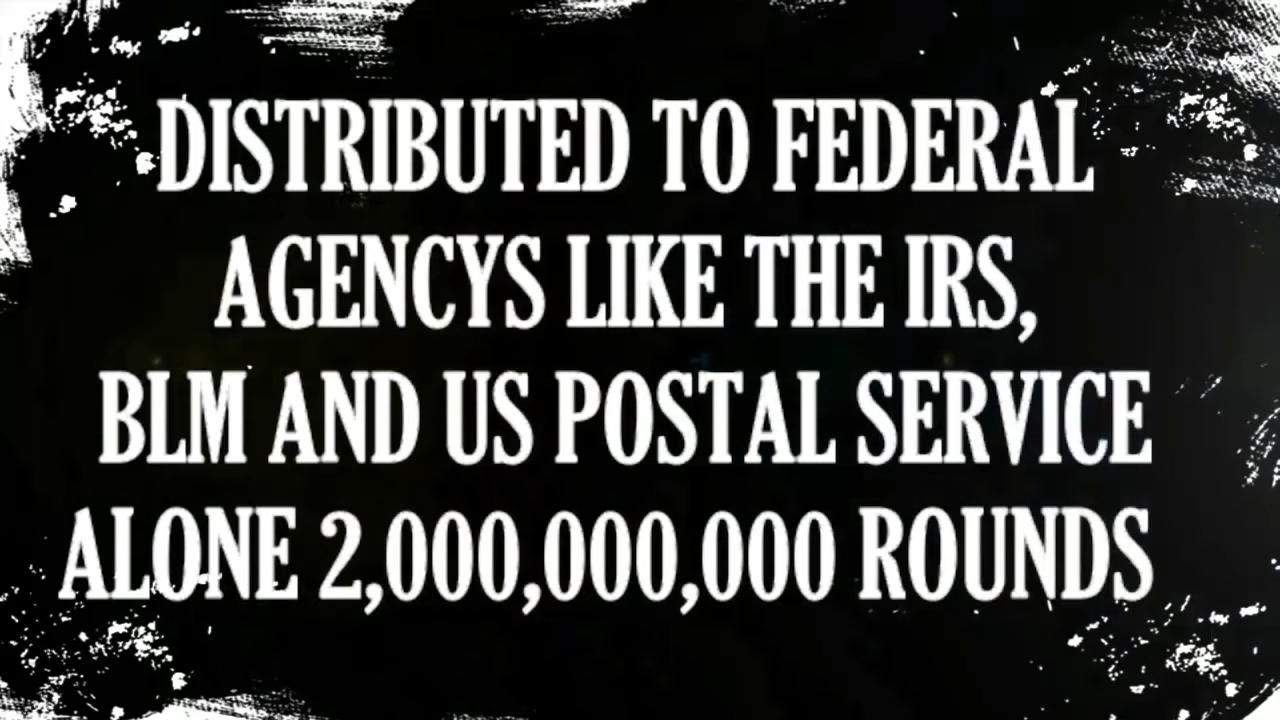 DISTRIBUTED TO FEDERAL
AGENCYS LIKE THE IRS,
BLM AND US POSTAL SERVICE
ALONE 2,000,000,000 ROUNDS